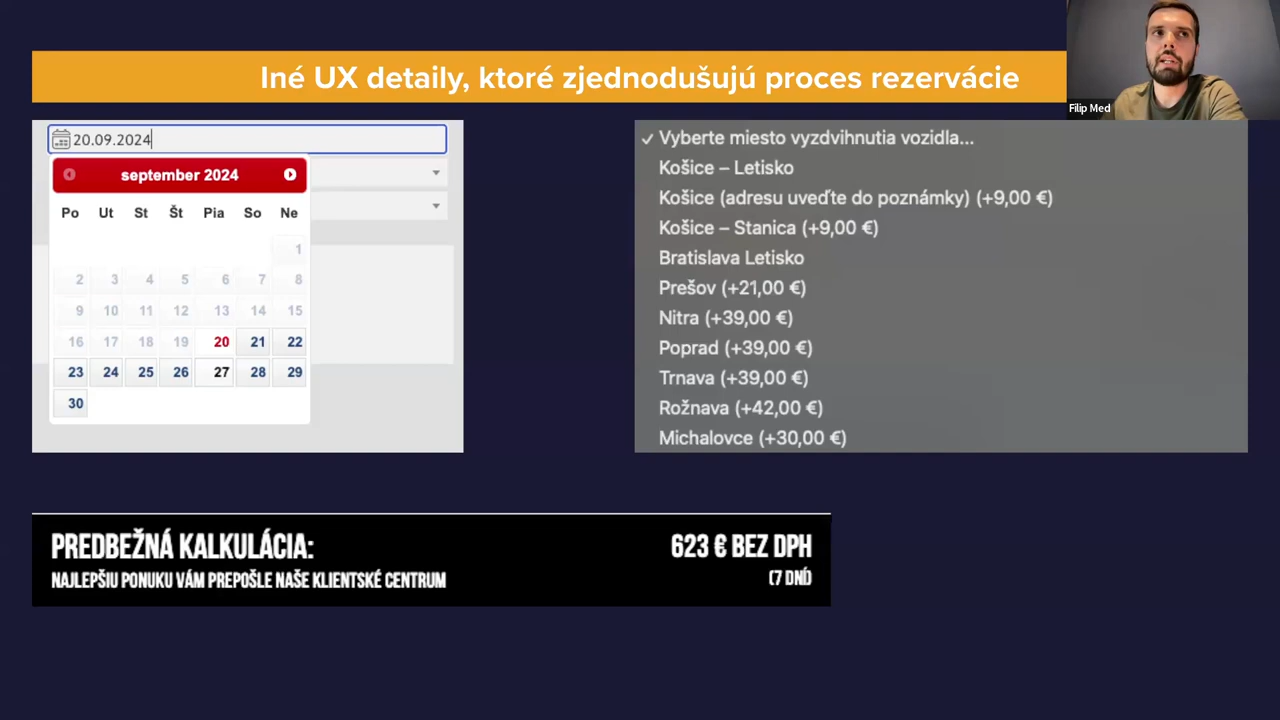 Iné UX detaily, ktoré zjednodušujú proces rezervácie
Filip Med
20.09.2024
september 2024
Po Ut St Št Pia So Ne
1
2 3 4 5 6 7 8
9 10 11 12 13 14 15
16 17 18 19 20 21 22
23 24 25 26 27 28 29
30
✓ Vyberte miesto vyzdvihnutia vozidla...
Košice – Letisko
Košice (adresu uveďte do poznámky) (+9,00 €)
Košice – Stanica (+9,00 €)
Bratislava Letisko
Prešov (+21,00 €)
Nitra (+39,00 €)
Poprad (+39,00 €)
Trnava (+39,00 €)
Rožnava (+42,00 €)
Michalovce (+30,00 €)
PREDBEŽNÁ KALKULÁCIA:
NAJLEPŠIU PONUKU VÁM PREPOŠLE NAŠE KLIENTSKÉ CENTRUM
623 € BEZ DPH
(7 DNÍ)